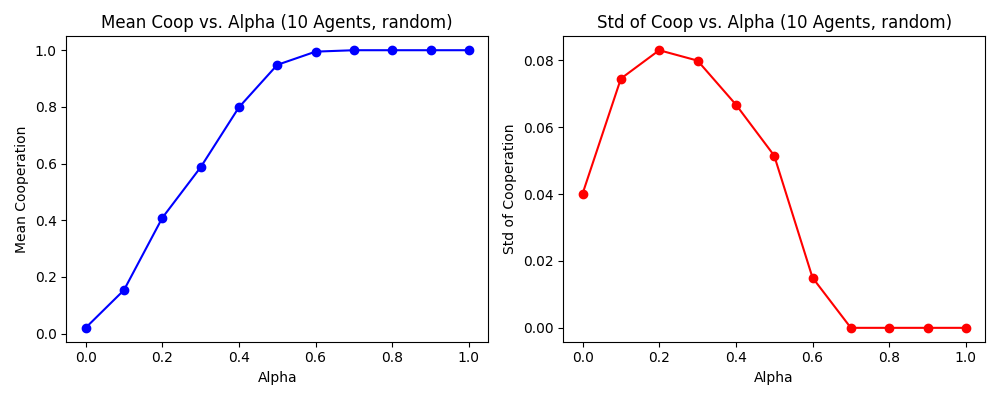 Mean Coop vs. Alpha (10 Agents, random)
Mean Cooperation
1.0
0.8
0.6
0.4
0.2
0.0
0.0 0.2 0.4 0.6 0.8 1.0
Alpha
Std of Coop vs. Alpha (10 Agents, random)
Std of Cooperation
0.08
0.06
0.04
0.02
0.00
0.0 0.2 0.4 0.6 0.8 1.0
Alpha